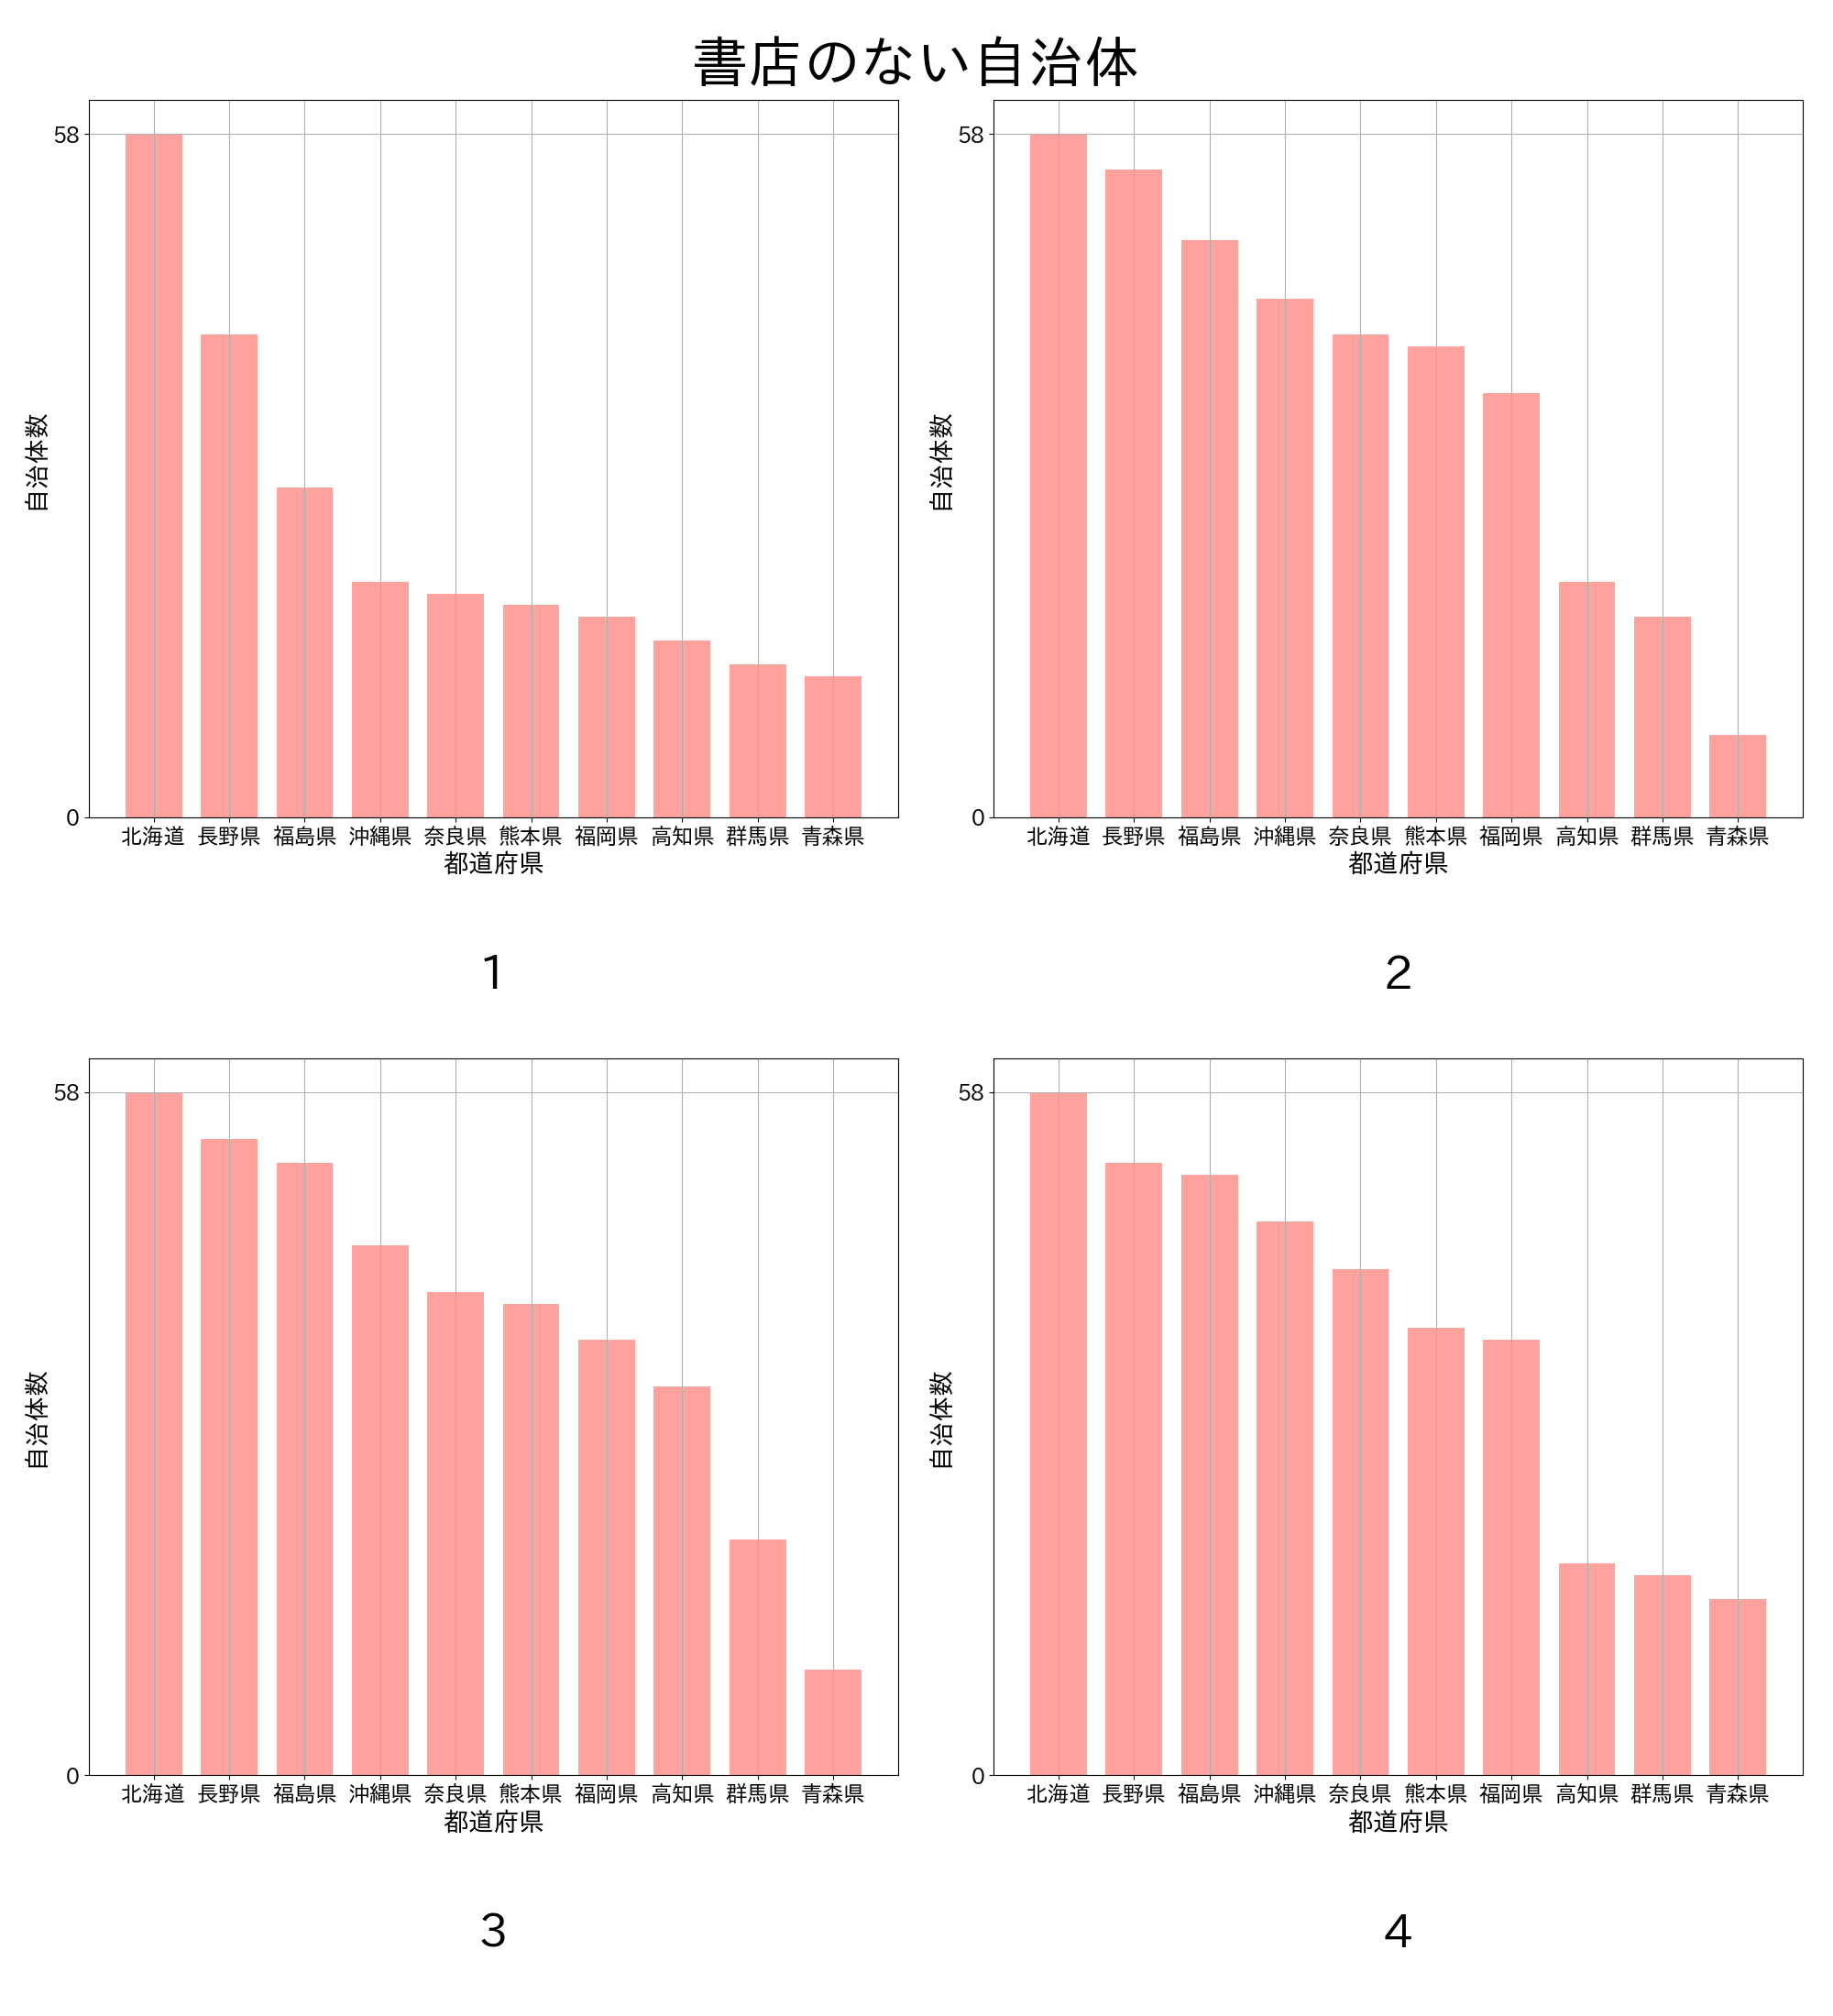 書店のない自治体
58
0
自治体数
北海道 長野県 福島県 沖縄県 奈良県 熊本県 福岡県 高知県 群馬県 青森県
都道府県
1
58
0
自治体数
北海道 長野県 福島県 沖縄県 奈良県 熊本県 福岡県 高知県 群馬県 青森県
都道府県
2
58
0
自治体数
北海道 長野県 福島県 沖縄県 奈良県 熊本県 福岡県 高知県 群馬県 青森県
都道府県
3
58
0
自治体数
北海道 長野県 福島県 沖縄県 奈良県 熊本県 福岡県 高知県 群馬県 青森県
都道府県
4